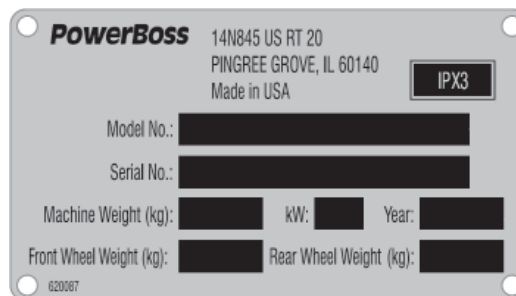 PowerBoss
14N845 US RT 20
PINGREE GROVE, IL 60140
Made in USA
IPX3
Model No.:
Serial No.:
Machine Weight (kg): kW: Year:
Front Wheel Weight (kg): Rear Wheel Weight (kg):
620087